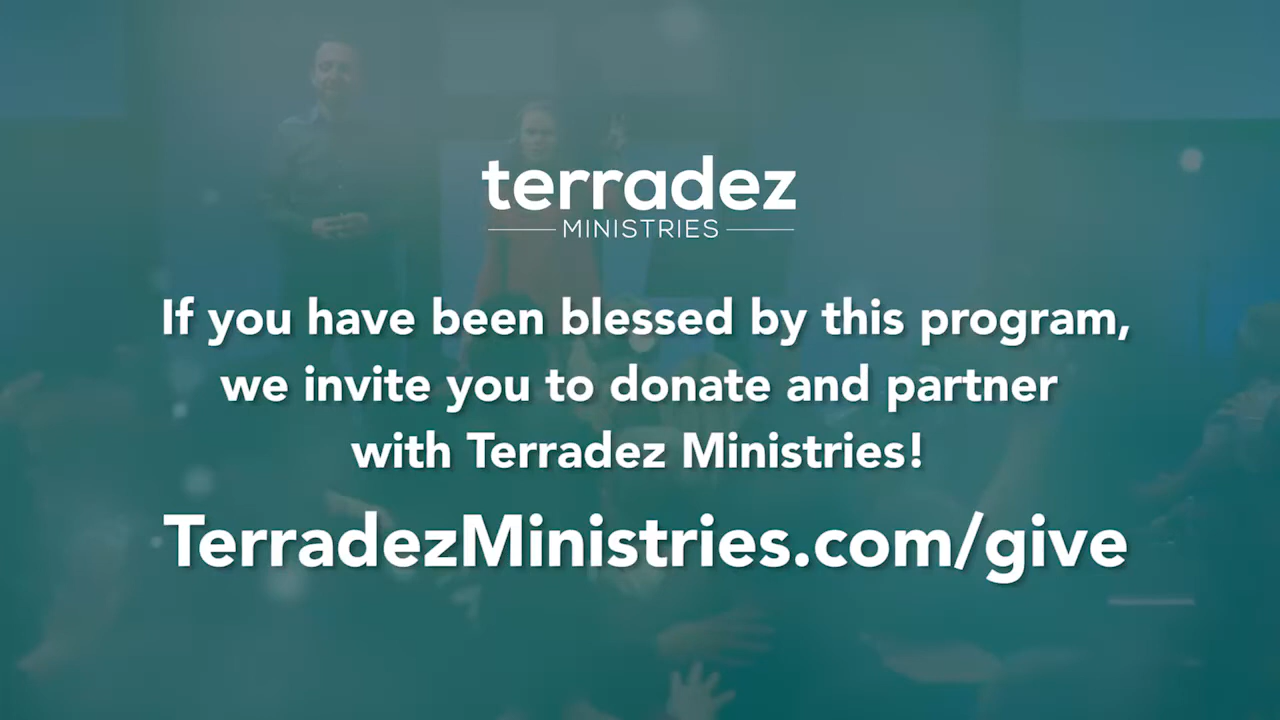 terradez
MINISTRIES
If you have been blessed by this program,
we invite you to donate and partner
with Terradez Ministries!
TerradezMinistries.com/give